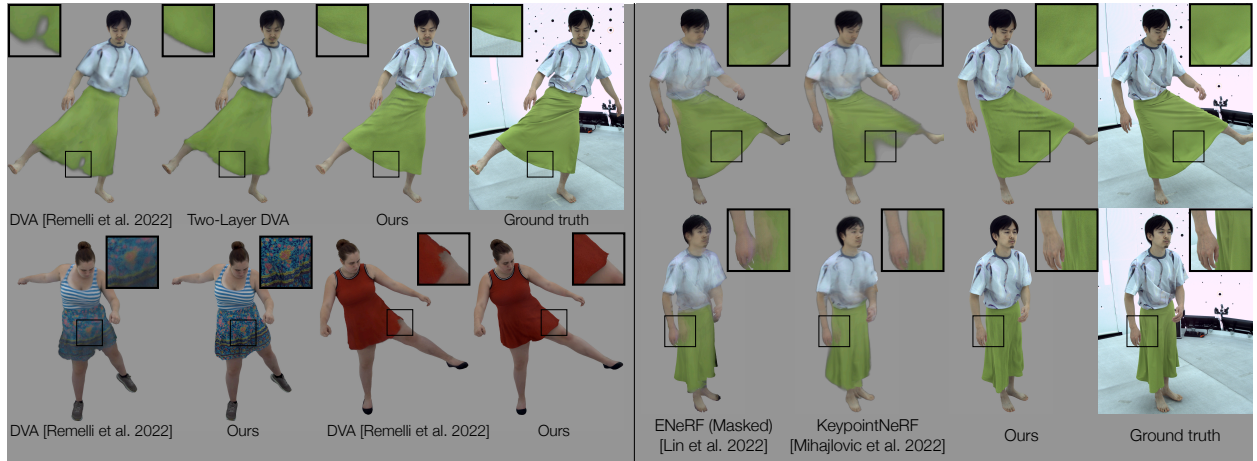 DVA [Remelli et al. 2022]
Two-Layer DVA
Ours
Ground truth
DVA [Remelli et al. 2022]
Ours
DVA [Remelli et al. 2022]
Ours
ENeRF (Masked)
[Lin et al. 2022]
KeypointNeRF
[Mihajlovic et al. 2022]
Ours
Ground truth